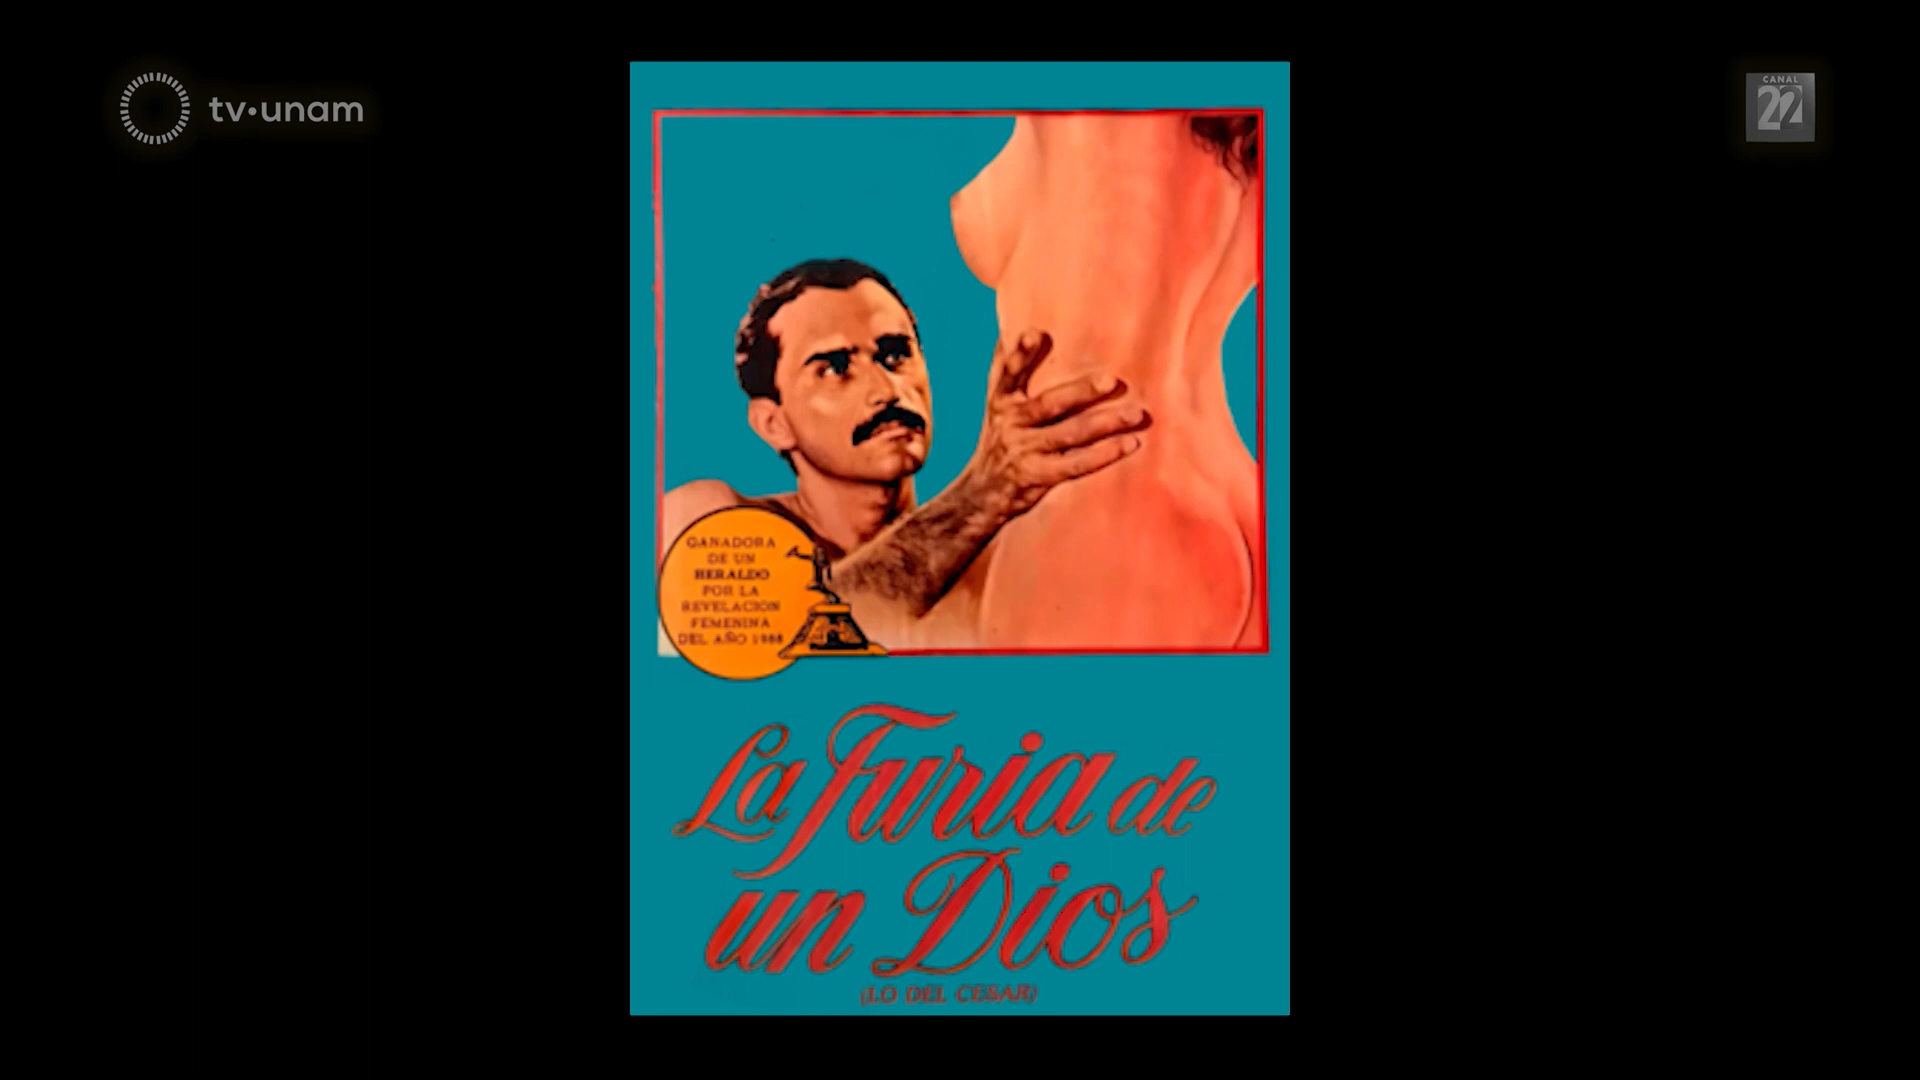 tv·unam
CANAL
22
GANADORA
DE UN
HERALDO
POR LA
REVELACION
FEMENINA
DEL AÑO 1988
La Furia de
un Dios
(LO DEL CESAR)